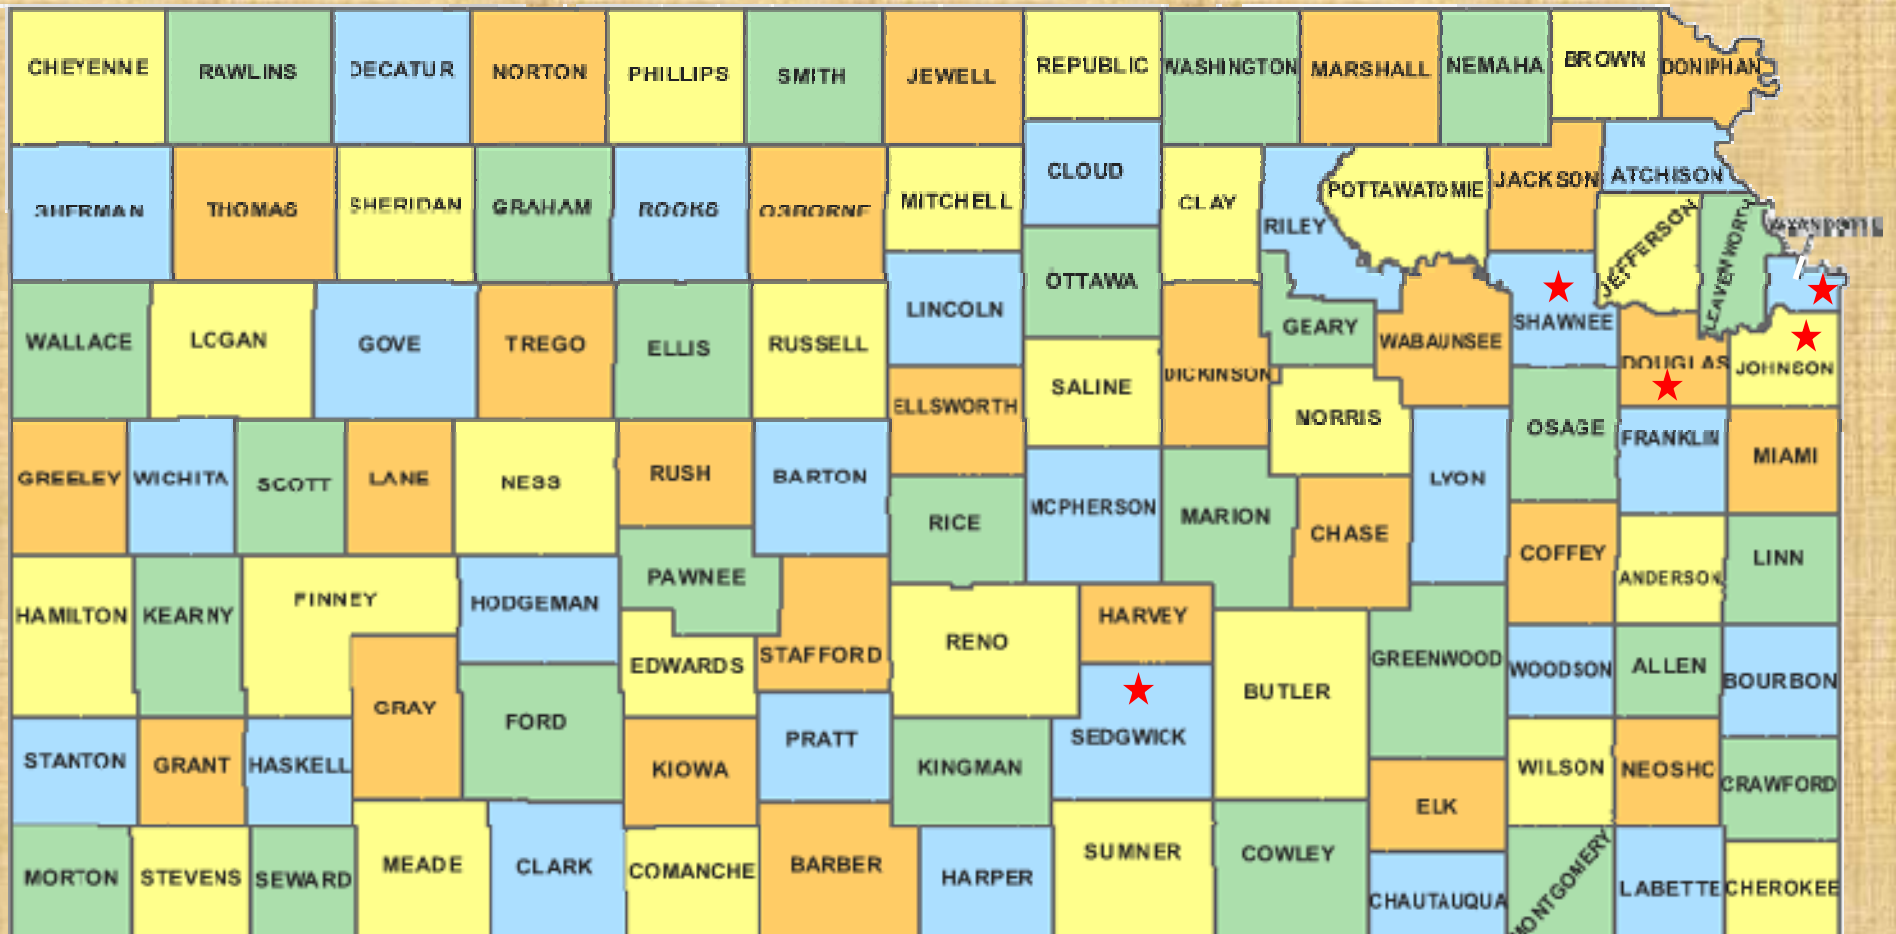 CHEYENNE
RAWLINS
DECATUR
NORTON
PHILLIPS
SMITH
JEWELL
REPUBLIC
WASHINGTON
MARSHALL
NEMAHA
BROWN
DONIPHAN
SHERMAN
THOMAS
SHERIDAN
GRAHAM
ROOKS
OSBORNE
MITCHELL
CLOUD
CLAY
RILEY
POTTAWATOMIE
JACKSON
ATCHISON
JEFFERSON
LEAVENWORTH
WYANDOTTE
WALLACE
LOGAN
GOVE
TREGO
ELLIS
RUSSELL
LINCOLN
OTTAWA
SALINE
DICKINSON
GEARY
WABAUNSEE
SHAWNEE
DOUGLAS
JOHNSON
ELLSWORTH
NORRIS
OSAGE
FRANKLIN
MIAMI
GREELEY
WICHITA
SCOTT
LANE
NESS
RUSH
BARTON
RICE
MCPHERSON
MARION
CHASE
LYON
COFFEY
ANDERSON
LINN
HAMILTON
KEARNY
FINNEY
HODGEMAN
PAWNEE
EDWARDS
STAFFORD
RENO
HARVEY
BUTLER
GREENWOOD
WOODSON
ALLEN
BOURBON
GRAY
FORD
PRATT
KINGMAN
SEDGWICK
STANTON
GRANT
HASKELL
KIOWA
ELK
WILSON
NEOSHO
CRAWFORD
MORTON
STEVENS
SEWARD
MEADE
CLARK
COMANCHE
BARBER
HARPER
SUMNER
COWLEY
CHAUTAUQUA
MONTGOMERY
LABETTE
CHEROKEE